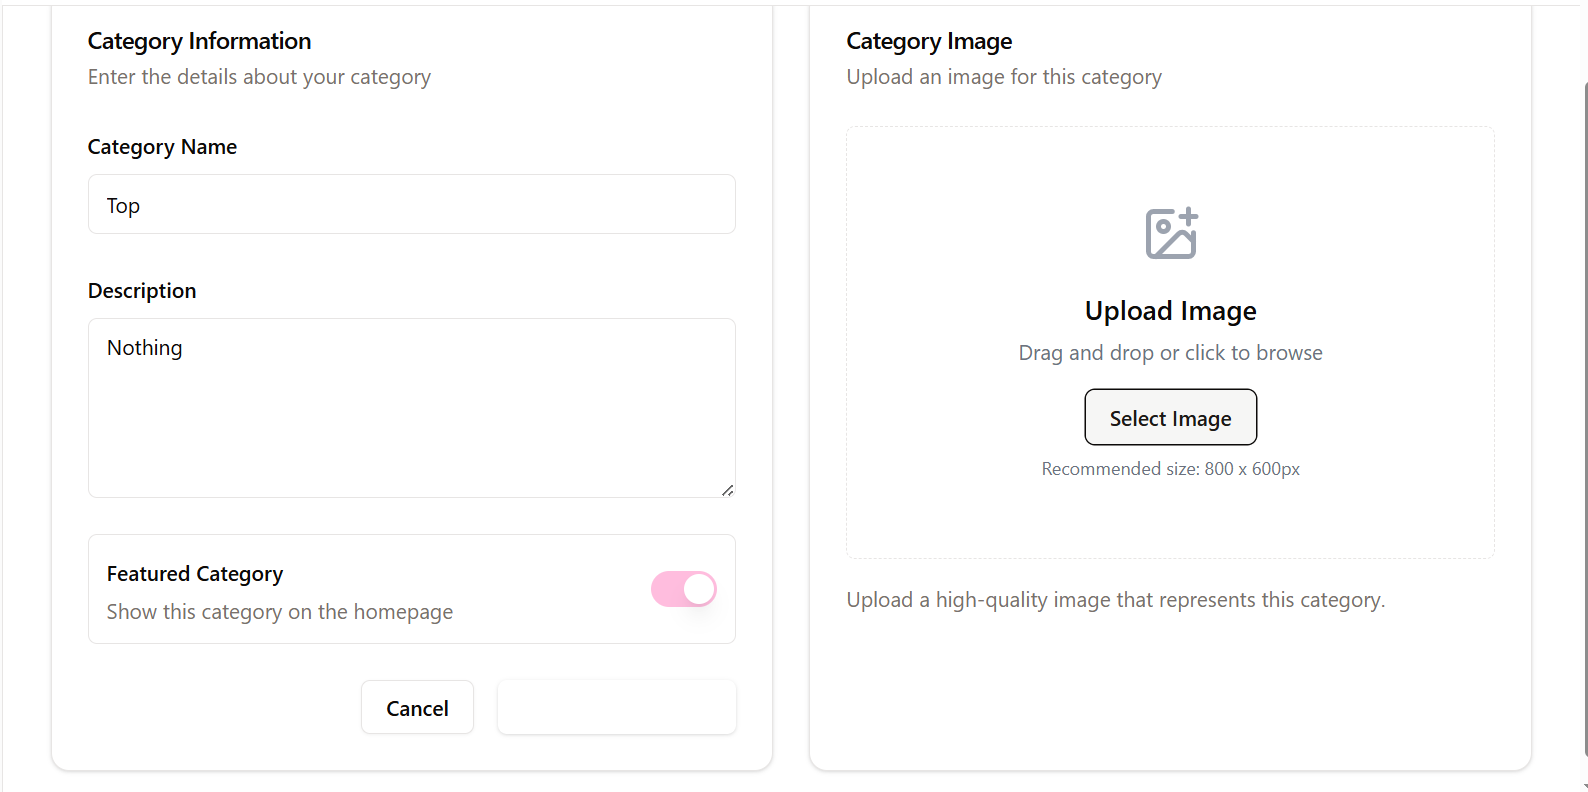 Category Information
Enter the details about your category
Category Name
Top
Description
Nothing
Featured Category
Show this category on the homepage
Cancel
Category Image
Upload an image for this category
Upload Image
Drag and drop or click to browse
Select Image
Recommended size: 800 x 600px
Upload a high-quality image that represents this category.